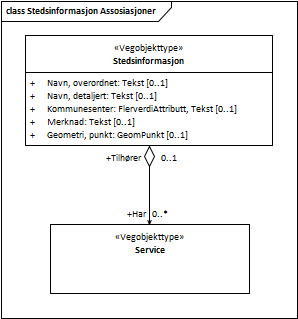 class Stedsinformasjon Assosiasjoner
«Vegobjekttype»
Stedsinformasjon
+ Navn, overordnet: Tekst [0..1]
+ Navn, detaljert: Tekst [0..1]
+ Kommunesenter: FlerverdiAttributt, Tekst [0..1]
+ Merknad: Tekst [0..1]
+ Geometri, punkt: GeomPunkt [0..1]
+Tilhører 0..1
+Har 0..*
«Vegobjekttype»
Service